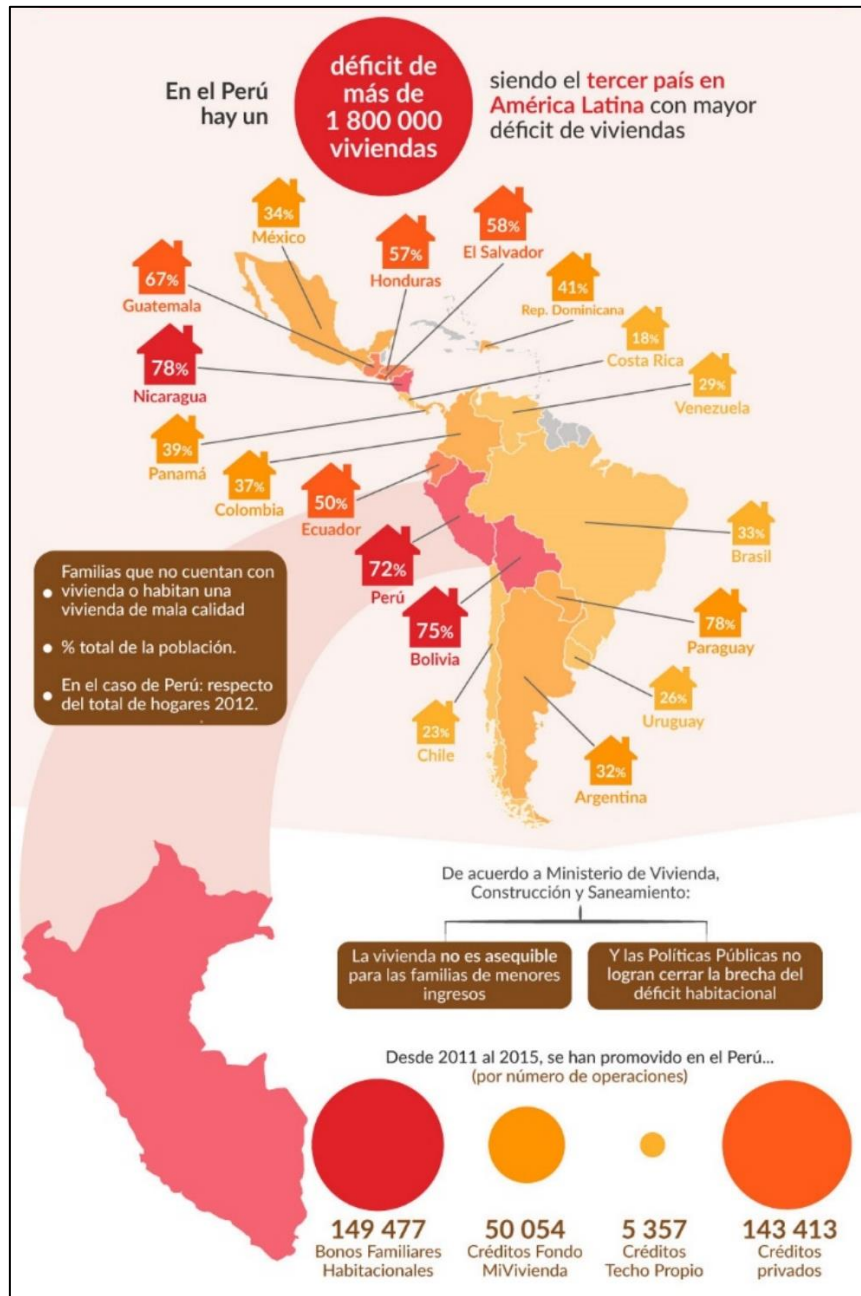 En el Perú
hay un
déficit de
más de
1 800 000
viviendas
siendo el tercer país en
América Latina con mayor
déficit de viviendas
34%
México
67%
Guatemala
57%
Honduras
58%
El Salvador
41%
Rep. Dominicana
18%
Costa Rica
78%
Nicaragua
29%
Venezuela
39%
Panamá
37%
Colombia
50%
Ecuador
33%
Brasil
72%
Perú
75%
Bolivia
78%
Paraguay
26%
Uruguay
23%
Chile
32%
Argentina
Familias que no cuentan con
vivienda o habitan una
vivienda de mala calidad
% total de la población.
En el caso de Perú: respecto
del total de hogares 2012.
De acuerdo a Ministerio de Vivienda,
Construcción y Saneamiento:
La vivienda no es asequible
para las familias de menores
ingresos
Y las Políticas Públicas no
logran cerrar la brecha del
déficit habitacional
Desde 2011 al 2015, se han promovido en el Perú...
(por número de operaciones)
149 477
Bonos Familiares
Habitacionales
50 054
Créditos Fondo
MiVivienda
5 357
Créditos
Techo Propio
143 413
Créditos
privados